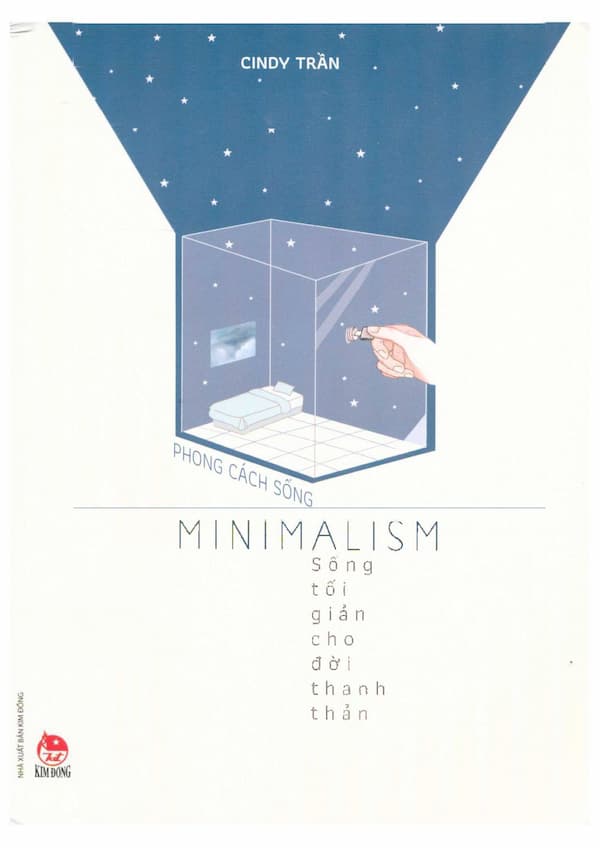 CINDY TRẦN
PHONG CÁCH SỐNG
MINIMALISM
Sống
tối
giản
cho
đời
thanh
thản
NHÀ XUẤT BẢN KIM ĐỒNG
KIM ĐỒNG